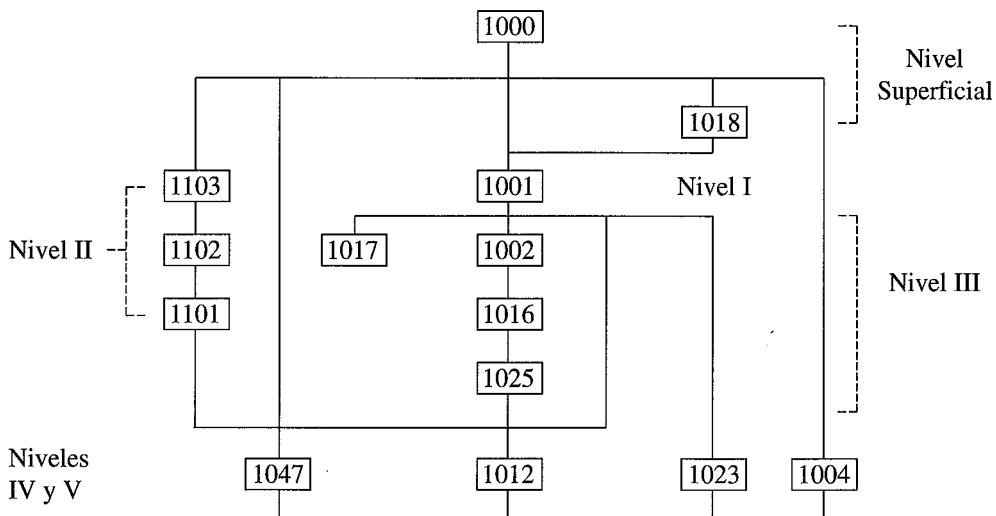 1000
Nivel
Superficial
1018
1103
1001
Nivel I
Nivel II
1102
1017
1002
Nivel III
1101
1016
1025
Niveles
IV y V
1047
1012
1023
1004